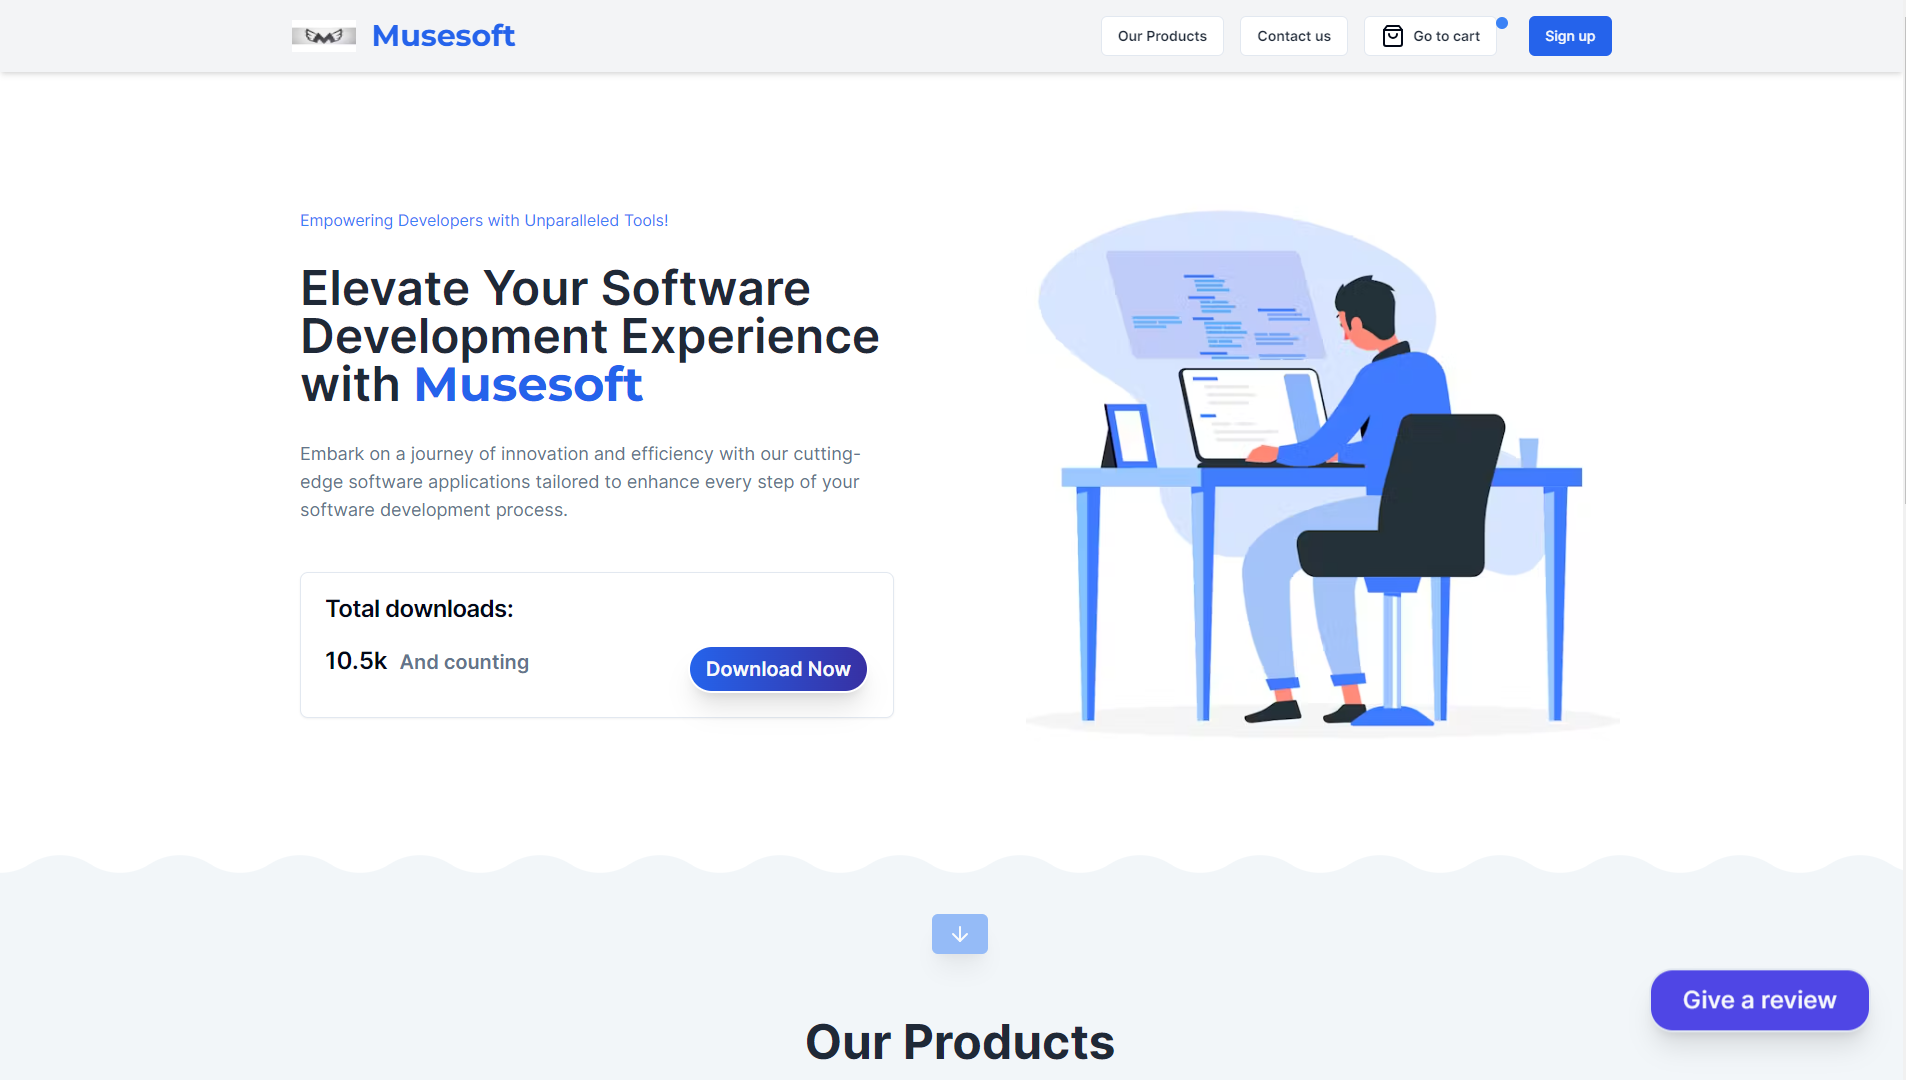 Musesoft
Our Products
Contact us
Go to cart
Sign up
Empowering Developers with Unparalleled Tools!
Elevate Your Software
Development Experience
with Musesoft
Embark on a journey of innovation and efficiency with our cutting-
edge software applications tailored to enhance every step of your
software development process.
Total downloads:
10.5k And counting
Download Now
Give a review
Our Products